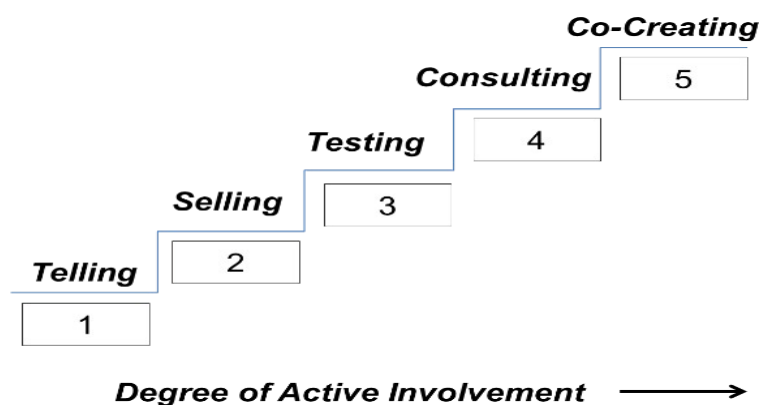 Co-Creating
5
Consulting
4
Testing
3
Selling
2
Telling
1
Degree of Active Involvement